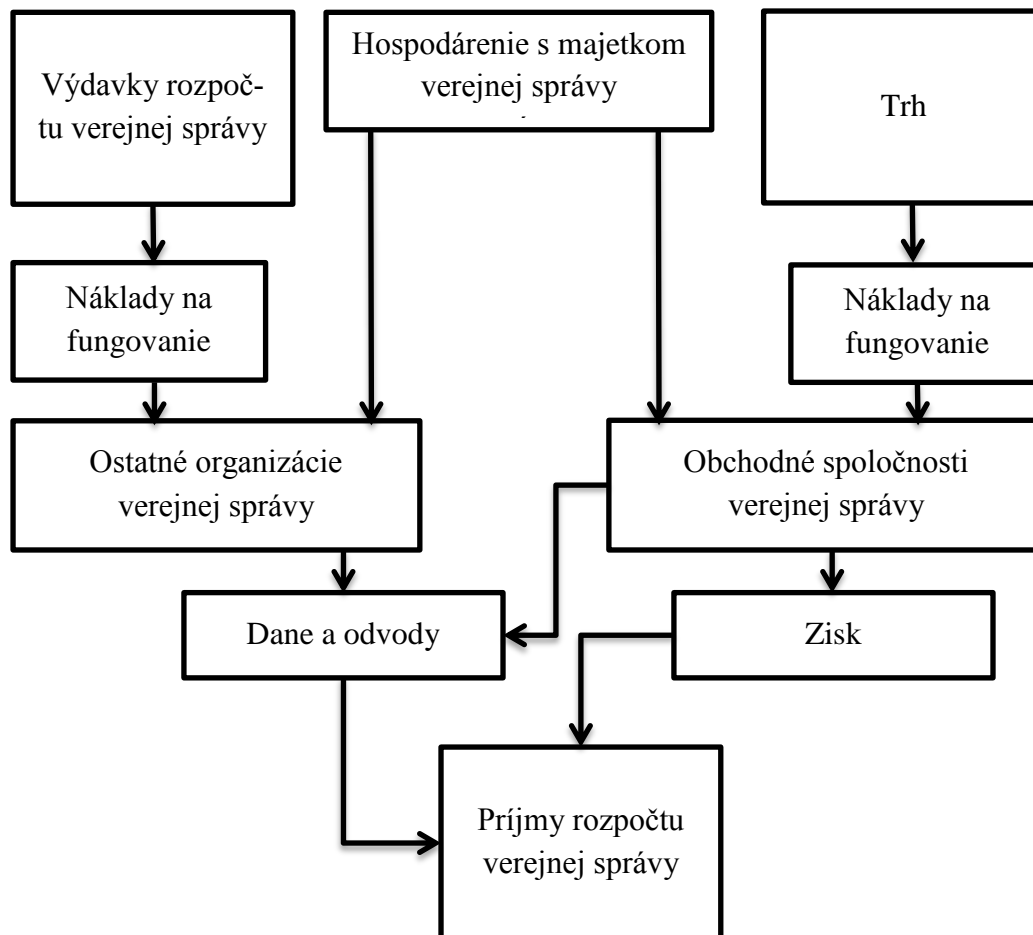 Výdavky rozpoč-
tu verejnej správy
Hospodárenie s majetkom
verejnej správy
Trh
Náklady na
fungovanie
Náklady na
fungovanie
Ostatné organizácie
verejnej správy
Obchodné spoločnosti
verejnej správy
Dane a odvody
Zisk
Príjmy rozpočtu
verejnej správy